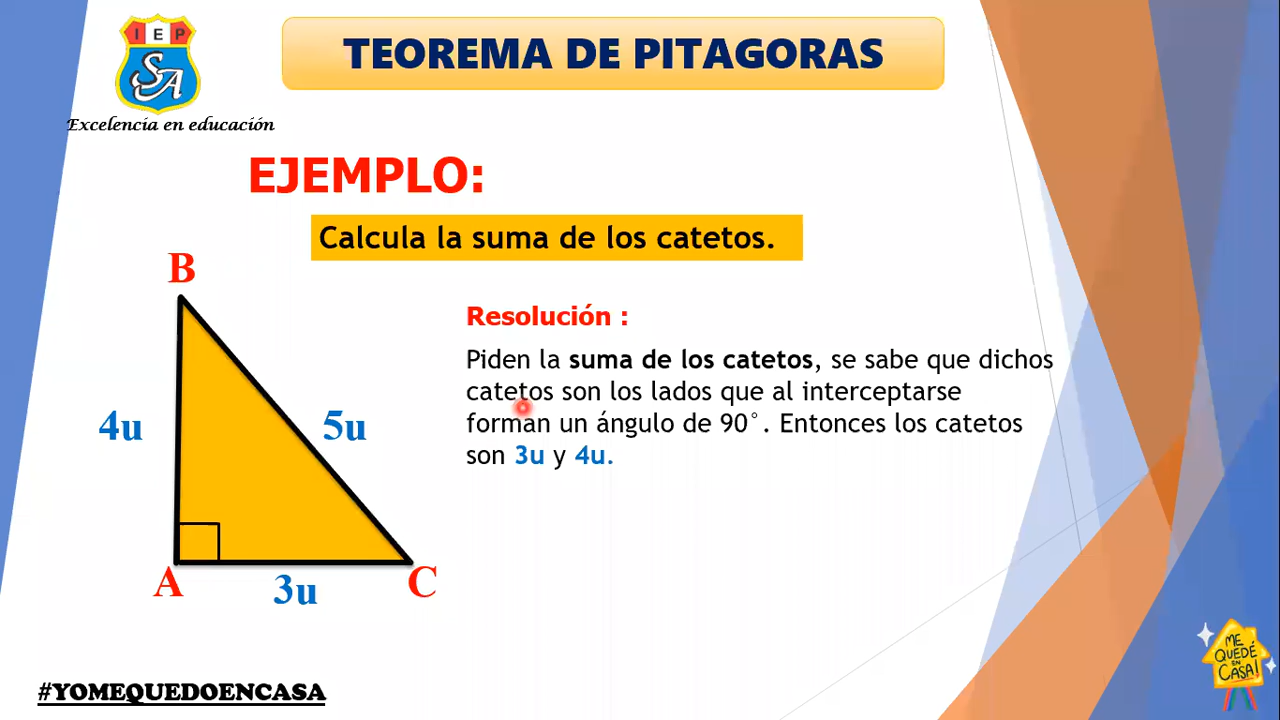 I E P
SA
Excelencia en educación
TEOREMA DE PITAGORAS
EJEMPLO:
Calcula la suma de los catetos.
B
Resolución :
Piden la suma de los catetos, se sabe que dichos
catetos son los lados que al interceptarse
forman un ángulo de 90°. Entonces los catetos
son 3u y 4u.
4u
5u
A
3u
C
#YOMEQUEDOENCASA
ME
QUEDÉ
EN
CASA!